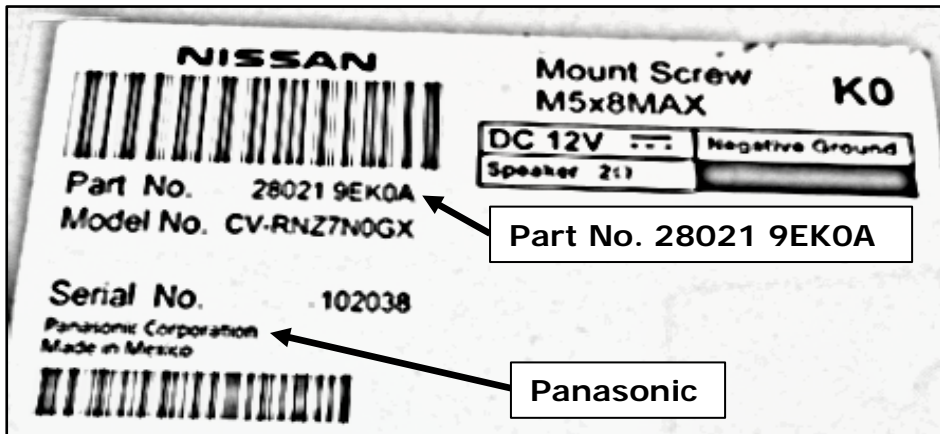 NISSAN
Mount Screw
M5x8MAX
K0
DC 12V
Negative Ground
Speaker 2Ω
Part No. 28021 9EK0A
Model No. CV-RNZ7N0GX
Part No. 28021 9EK0A
Serial No. 102038
Panasonic Corporation
Made in Mexico
Panasonic